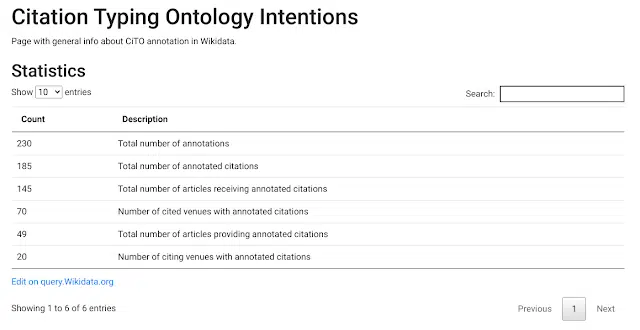 Citation Typing Ontology Intentions
Page with general info about CiTO annotation in Wikidata.
Statistics
Show 10 entries Search:
Count Description
230 Total number of annotations
185 Total number of annotated citations
145 Total number of articles receiving annotated citations
70 Number of cited venues with annotated citations
49 Total number of articles providing annotated citations
20 Number of citing venues with annotated citations
Edit on query.Wikidata.org
Showing 1 to 6 of 6 entries Previous 1 Next